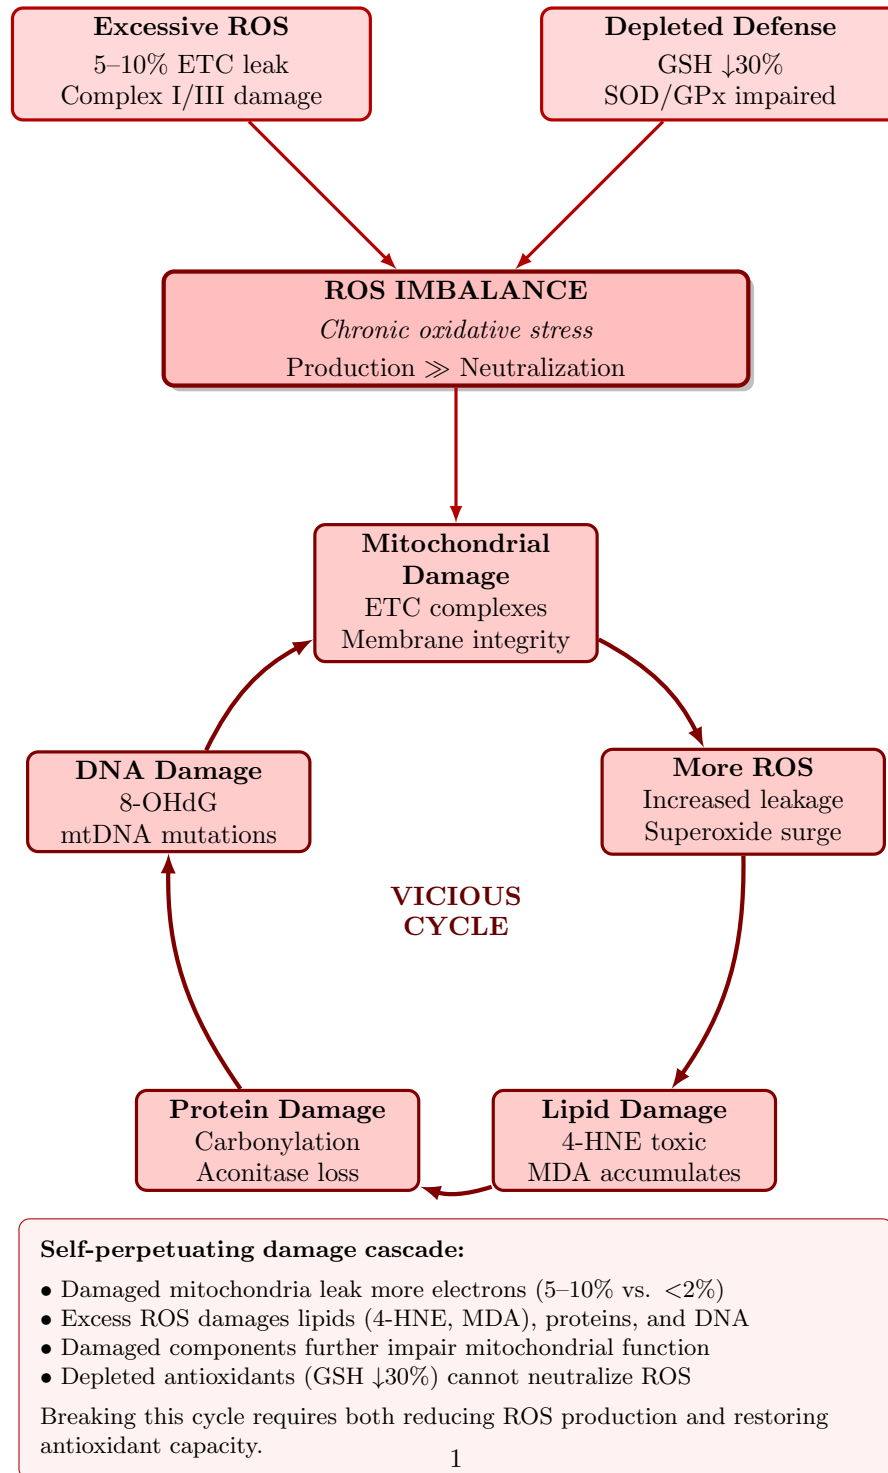 Excessive ROS
5–10% ETC leak
Complex I/III damage
Depleted Defense
GSH ↓30%
SOD/GPx impaired
ROS IMBALANCE
Chronic oxidative stress
Production ≫ Neutralization
Mitochondrial
Damage
ETC complexes
Membrane integrity
DNA Damage
8-OHdG
mtDNA mutations
More ROS
Increased leakage
Superoxide surge
VICIOUS
CYCLE
Protein Damage
Carbonylation
Aconitase loss
Lipid Damage
4-HNE toxic
MDA accumulates
Self-perpetuating damage cascade:
• Damaged mitochondria leak more electrons (5–10% vs. <2%)
• Excess ROS damages lipids (4-HNE, MDA), proteins, and DNA
• Damaged components further impair mitochondrial function
• Depleted antioxidants (GSH ↓30%) cannot neutralize ROS
Breaking this cycle requires both reducing ROS production and restoring
antioxidant capacity.
1